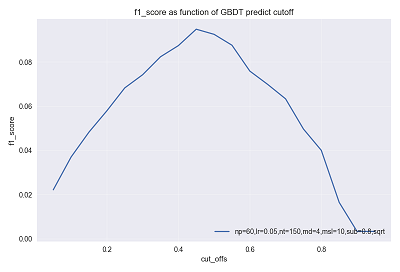 f1_score as function of GBDT predict cutoff
f1_score
0.08
0.06
0.04
0.02
0.00
0.2
0.4
0.6
0.8
cut_offs
np=60,lr=0.05,nt=150,md=4,msl=10,sub=0.8,sqrt